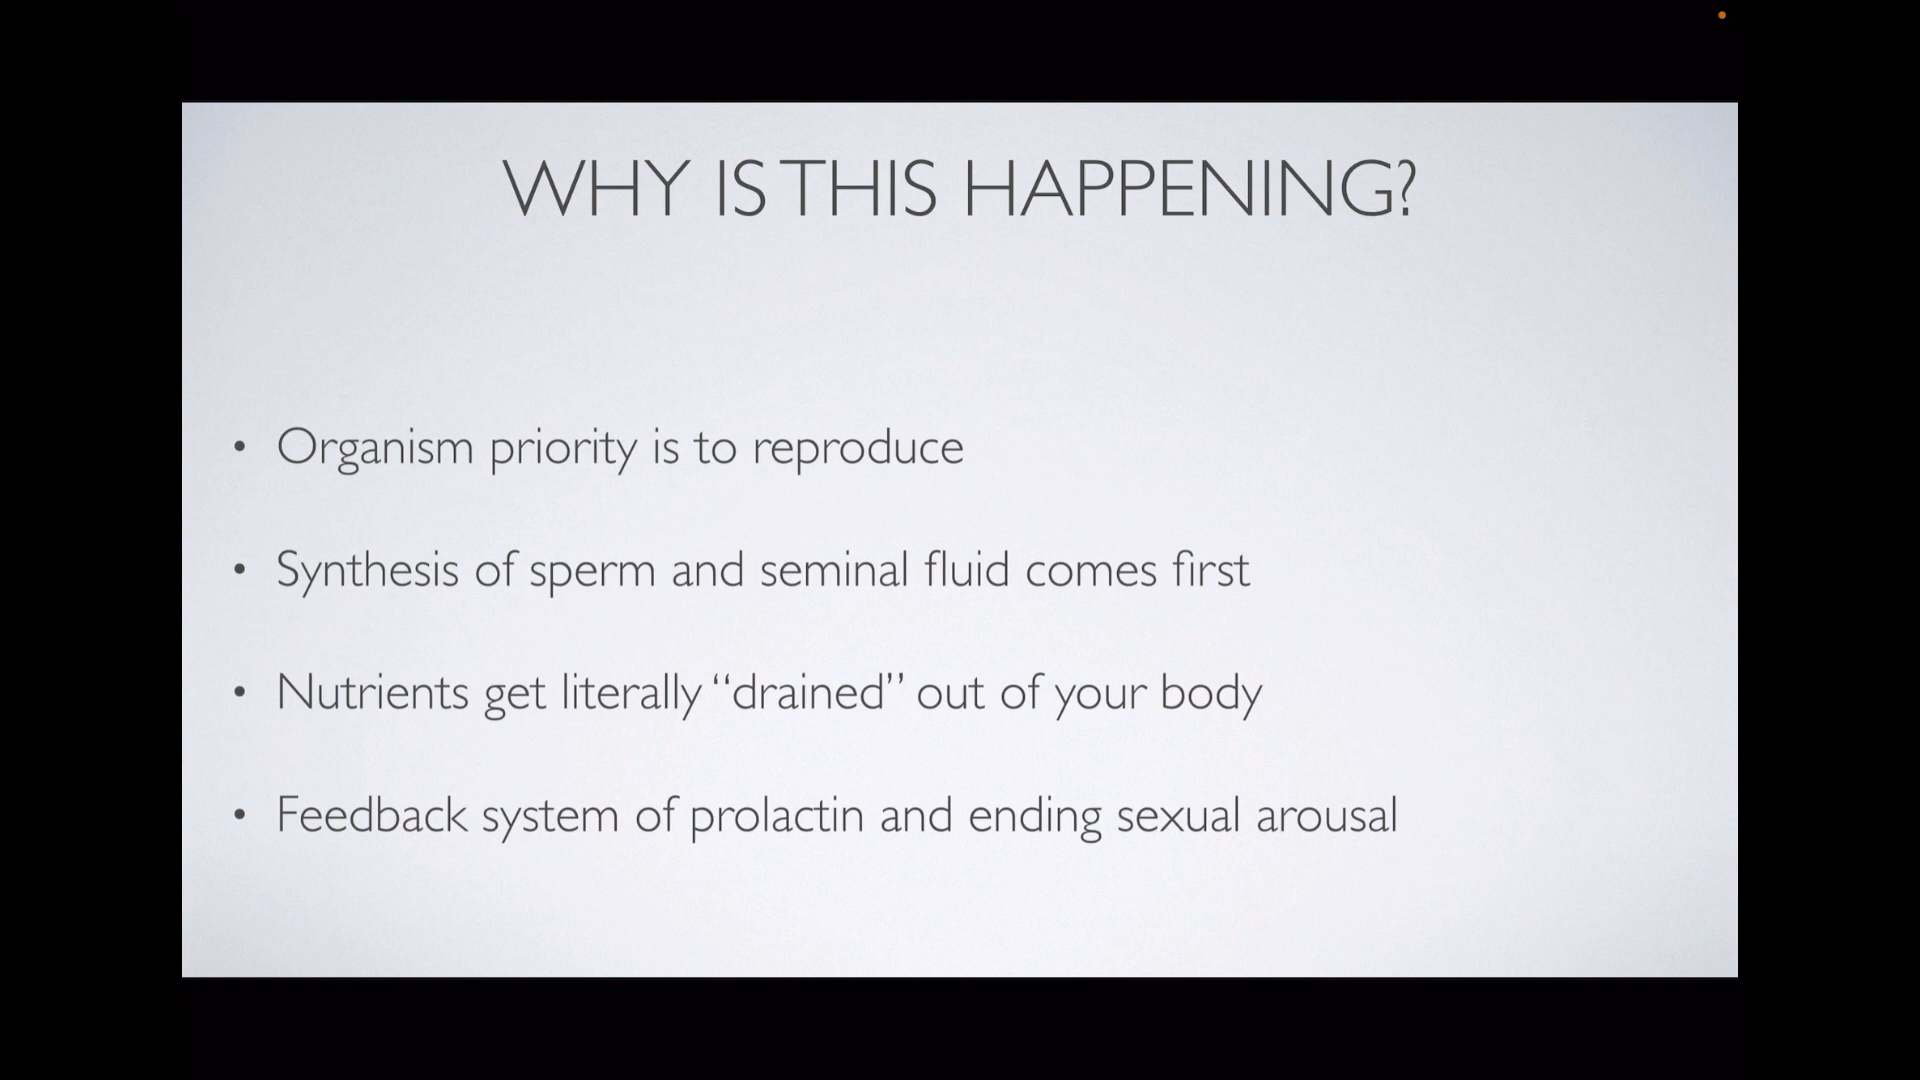 WHY IS THIS HAPPENING?
• Organism priority is to reproduce
• Synthesis of sperm and seminal fluid comes first
• Nutrients get literally “drained” out of your body
• Feedback system of prolactin and ending sexual arousal